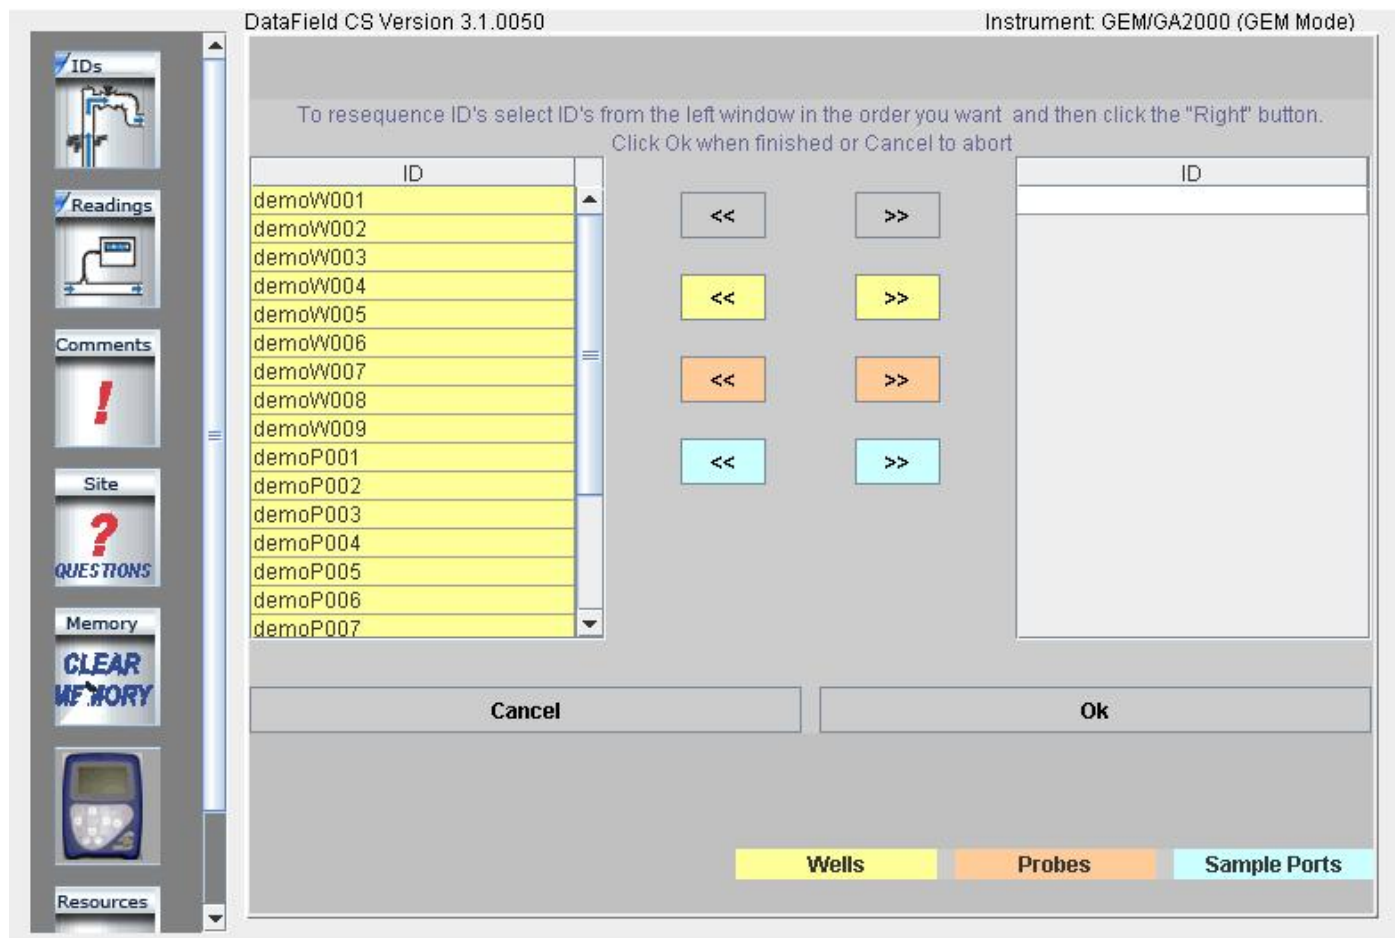 DataField CS Version 3.1.0050
Instrument: GEM/GA2000 (GEM Mode)
IDs
Readings
Comments
!
Site
?
QUESTIONS
Memory
CLEAR
MEMORY
Resources
To resequence ID's select ID's from the left window in the order you want and then click the "Right" button.
Click Ok when finished or Cancel to abort
ID
demoW001
demoW002
demoW003
demoW004
demoW005
demoW006
demoW007
demoW008
demoW009
demoP001
demoP002
demoP003
demoP004
demoP005
demoP006
demoP007
<< >>
<< >>
<< >>
<< >>
ID
Cancel
Ok
Wells
Probes
Sample Ports